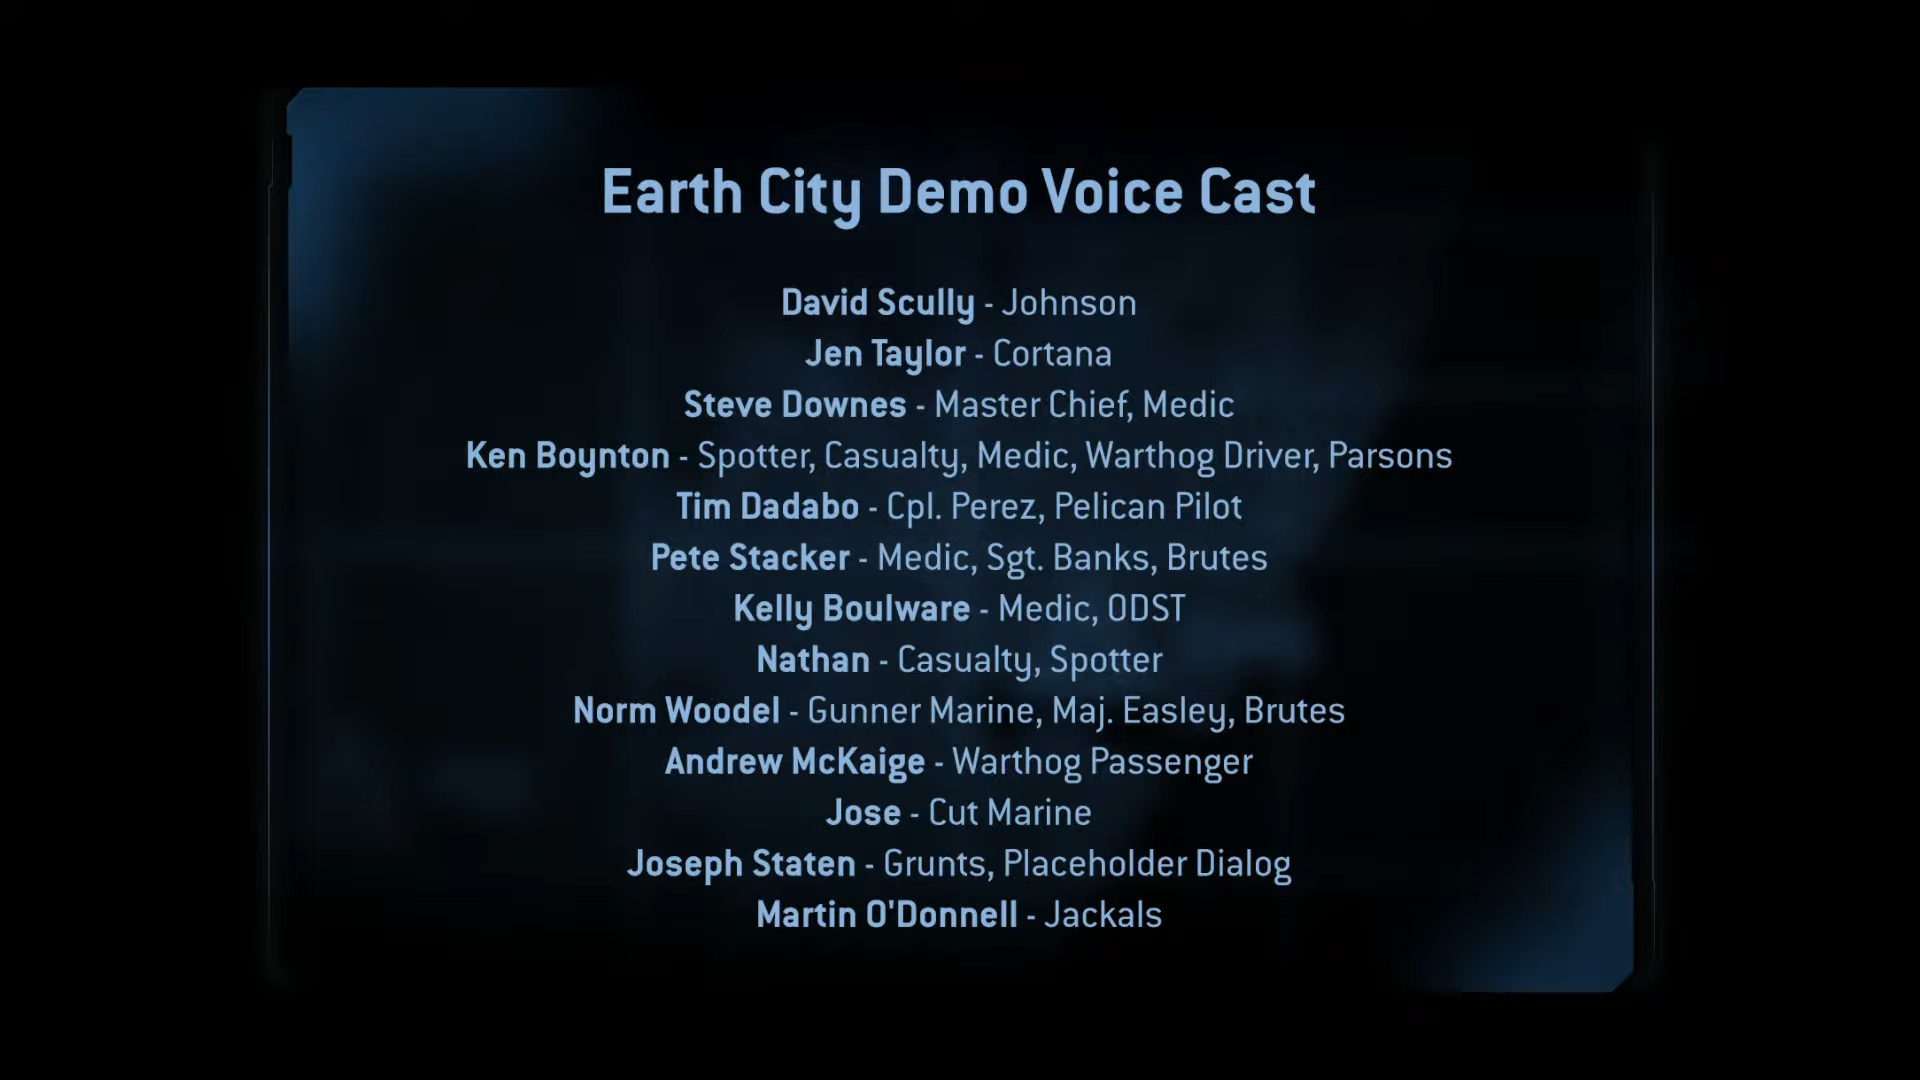 Earth City Demo Voice Cast
David Scully - Johnson
Jen Taylor - Cortana
Steve Downes - Master Chief, Medic
Ken Boynton - Spotter, Casualty, Medic, Warthog Driver, Parsons
Tim Dadabo - Cpl. Perez, Pelican Pilot
Pete Stacker - Medic, Sgt. Banks, Brutes
Kelly Boulware - Medic, ODST
Nathan - Casualty, Spotter
Norm Woodel - Gunner Marine, Maj. Easley, Brutes
Andrew McKaige - Warthog Passenger
Jose - Cut Marine
Joseph Staten - Grunts, Placeholder Dialog
Martin O'Donnell - Jackals